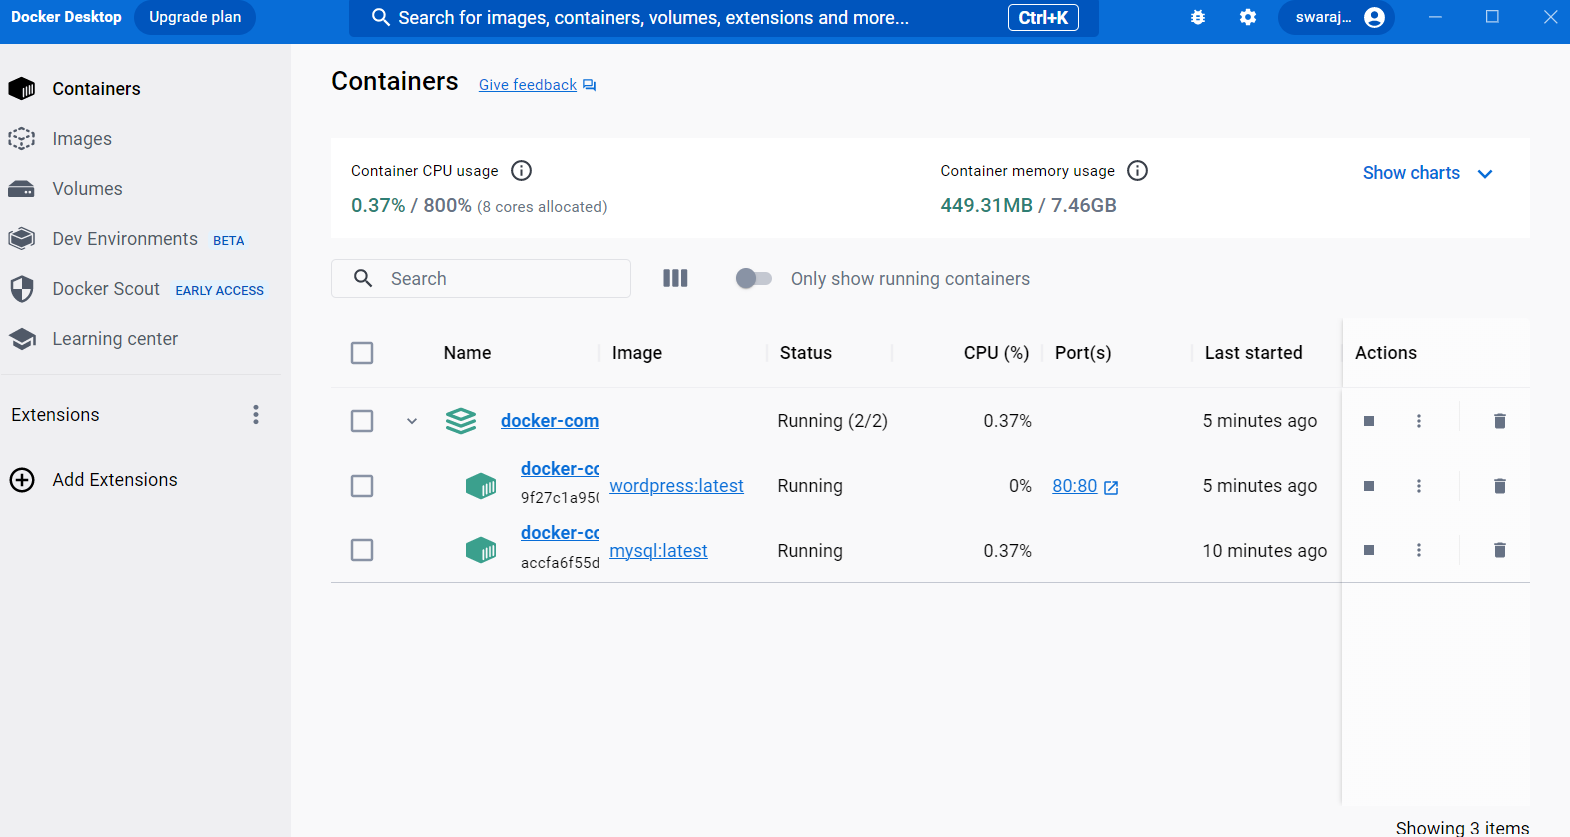 Docker Desktop Upgrade plan Search for images, containers, volumes, extensions and more... Ctrl+K swaraj...
Containers
Images
Volumes
Dev Environments BETA
Docker Scout EARLY ACCESS
Learning center
Extensions
Add Extensions
Containers Give feedback
Container CPU usage
0.37% / 800% (8 cores allocated)
Container memory usage
449.31MB / 7.46GB
Show charts
Search
Only show running containers
Name Image Status CPU (%) Port(s) Last started Actions
docker-com Running (2/2) 0.37% 5 minutes ago
docker-co
9f27c1a950 wordpress:latest Running 0% 80:80 5 minutes ago
docker-co
accfa6f55d mysql:latest Running 0.37% 10 minutes ago
Showing 3 items